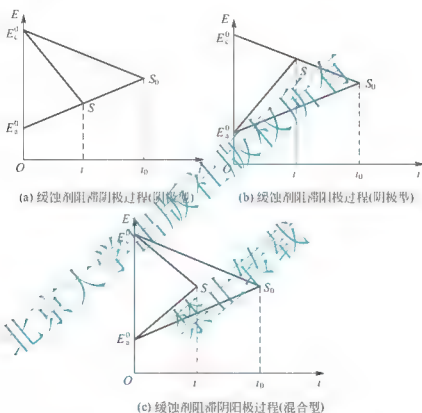 E
E_c^0
S_0
S
E_a^0
O
t
t_0
t
(a) 缓蚀剂阻滞阴极过程(阴极型)
E
E_c^0
S
S_0
E_a^0
O
t
t_0
t
(b) 缓蚀剂阻滞阳极过程(阴极型)
E
E_c^0
S
S_0
E_a^0
O
t
t_0
t
(c) 缓蚀剂阻滞阴阳极过程(混合型)
北京大学出版社版权所有
禁止转载